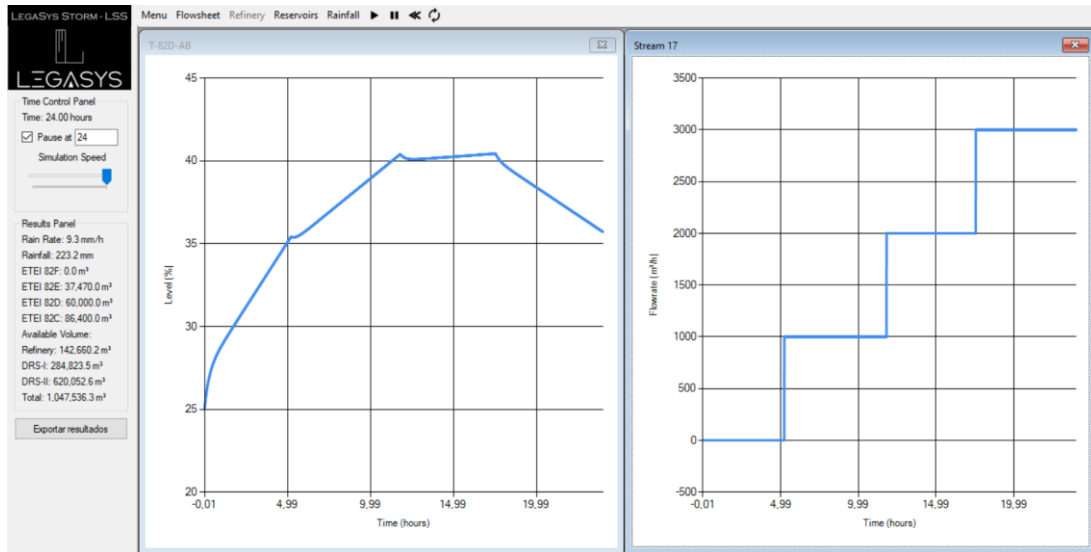 LEGASYS STORM - LSS
Menu Flowsheet Refinery Reservoirs Rainfall
LEGASYS
Time Control Panel
Time: 24.00 hours
Pause at 24
Simulation Speed
Results Panel
Rain Rate: 9.3 mm/h
Rainfall: 223.2 mm
ETEI 82F: 0.0 m³
ETEI 82E: 37,470.0 m³
ETEI 82D: 60,000.0 m³
ETEI 82C: 86,400.0 m³
Available Volume:
Refinery: 142,660.2 m³
DRS-I: 284,823.5 m³
DRS-II: 620,052.6 m³
Total: 1,047,536.3 m³
Exportar resultados
T-82D-AB
45
40
35
30
25
20
Level [%]
-0,01 4,99 9,99 14,99 19,99
Time (hours)
Stream 17
3500
3000
2500
2000
1500
1000
500
0
-500
Flowrate [m³/h]
-0,01 4,99 9,99 14,99 19,99
Time (hours)